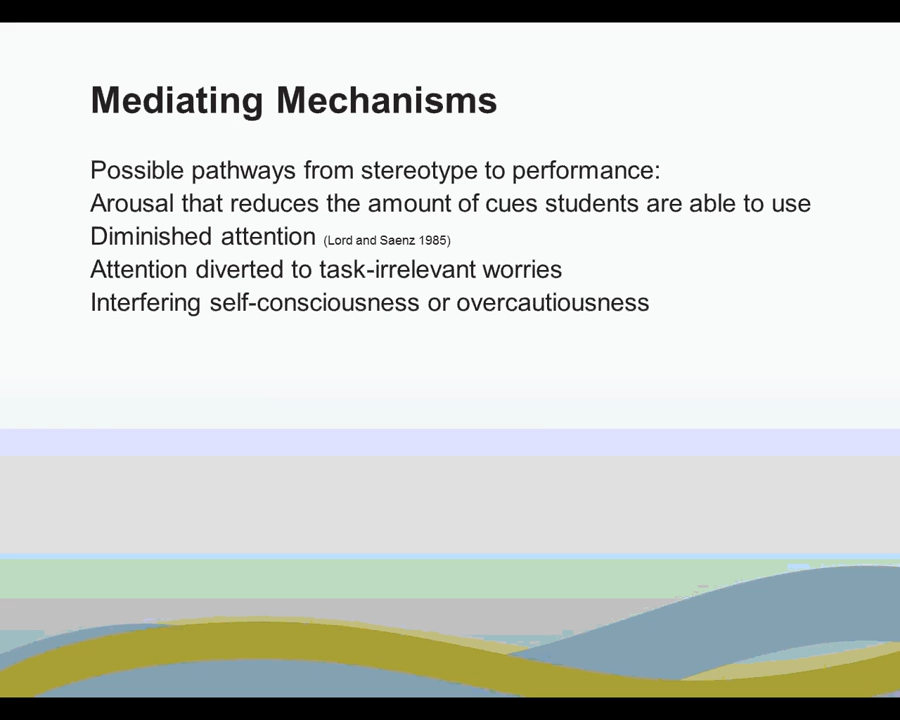 Mediating Mechanisms
Possible pathways from stereotype to performance:
Arousal that reduces the amount of cues students are able to use
Diminished attention (Lord and Saenz 1985)
Attention diverted to task-irrelevant worries
Interfering self-consciousness or overcautiousness